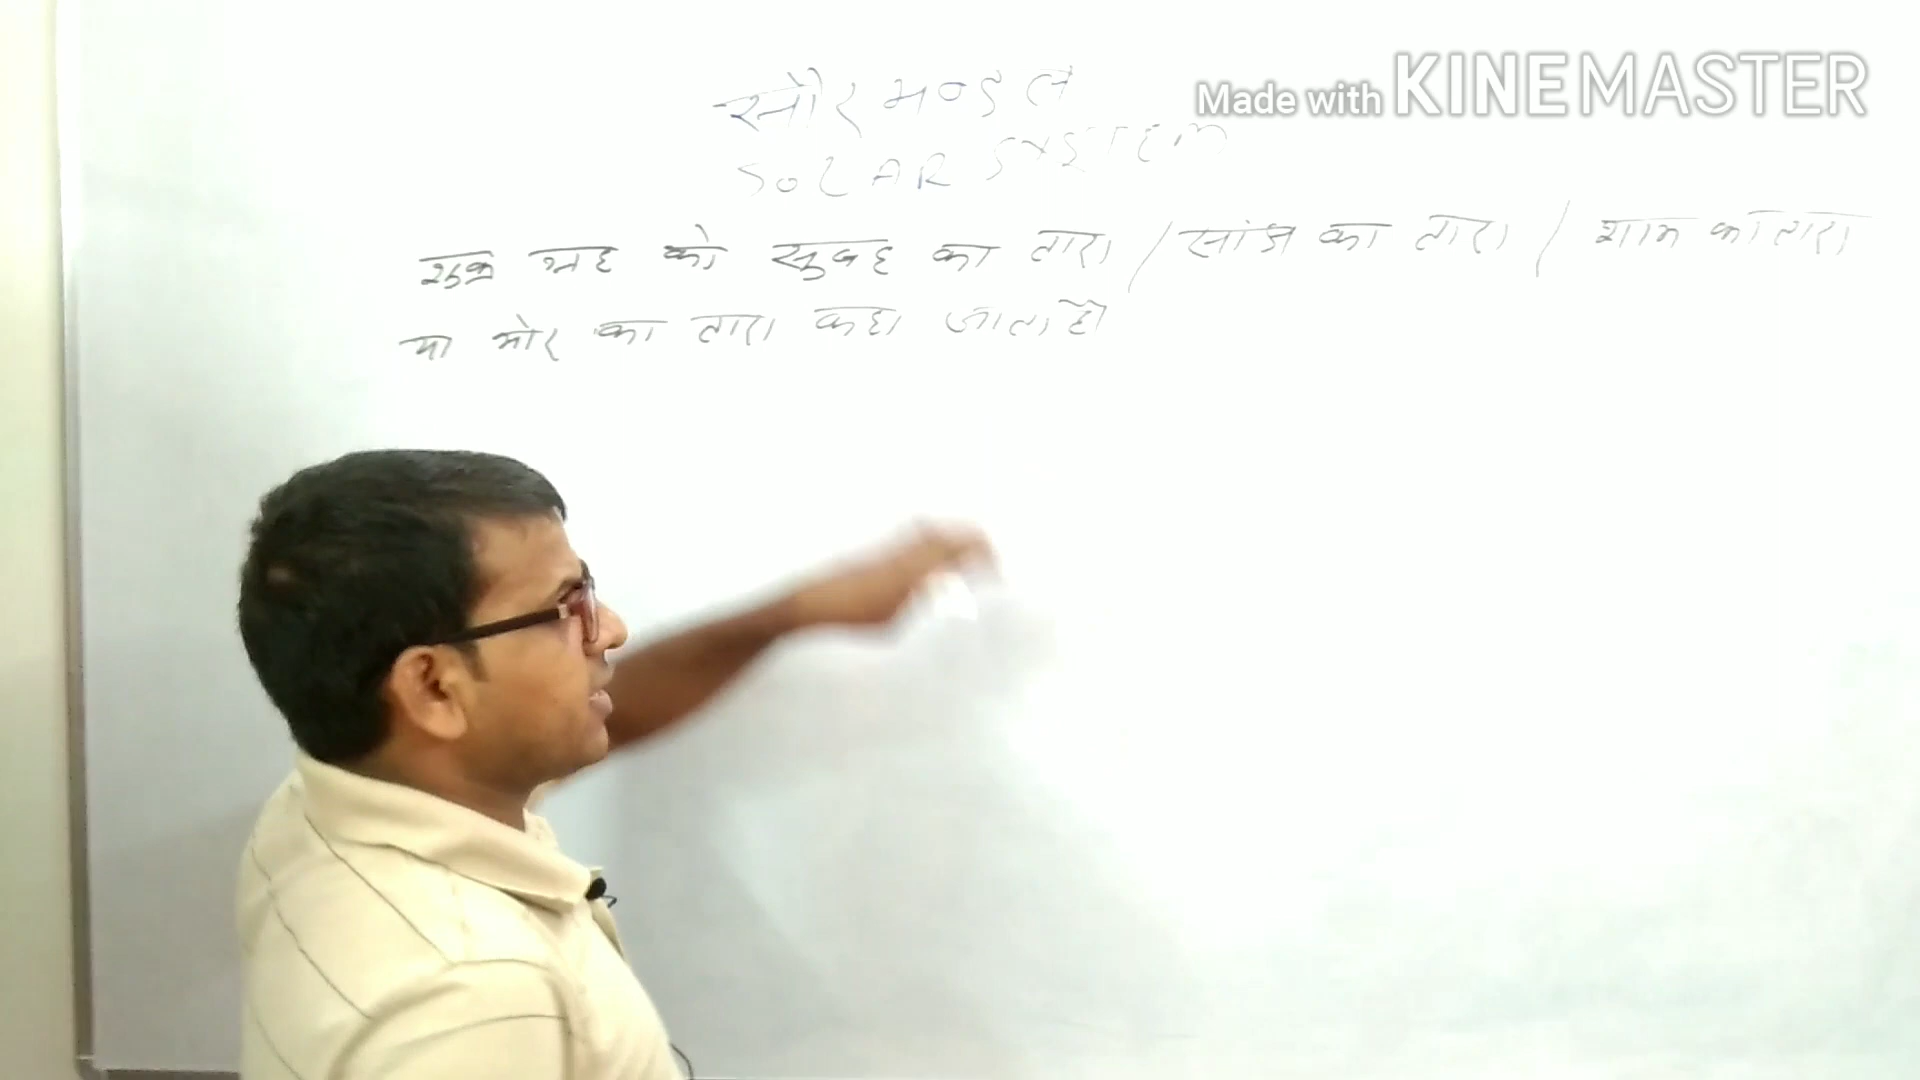 Made with KINEMASTER
सौर मण्डल
SOLAR SYSTEM
शुक्र ग्रह को सुबह का तारा / सांझ का तारा / शाम का तारा
या भोर का तारा कहा जाता है